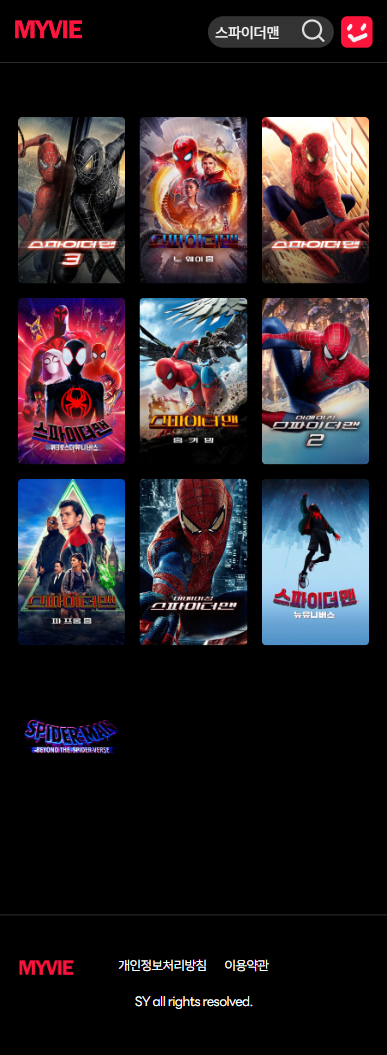 MYVIE
스파이더맨
스파이더맨
3
스파이더맨
노 웨이 홈
스파이더맨
스파이더맨
어크로스 더 유니버스
스파이더맨
홈커밍
어메이징
스파이더맨
2
스파이더맨
파 프롬 홈
어메이징
스파이더맨
스파이더맨
뉴 유니버스
SPIDER-MAN
BEYOND THE SPIDER-VERSE
MYVIE
개인정보처리방침
이용약관
SY all rights resolved.